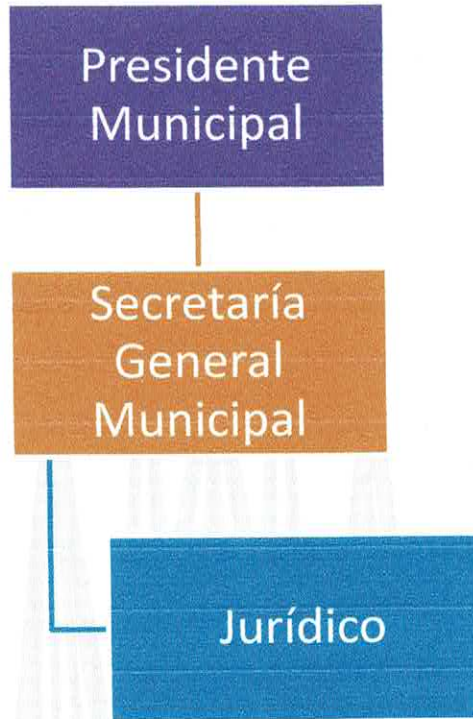 Presidente
Municipal
Secretaría
General
Municipal
Jurídico